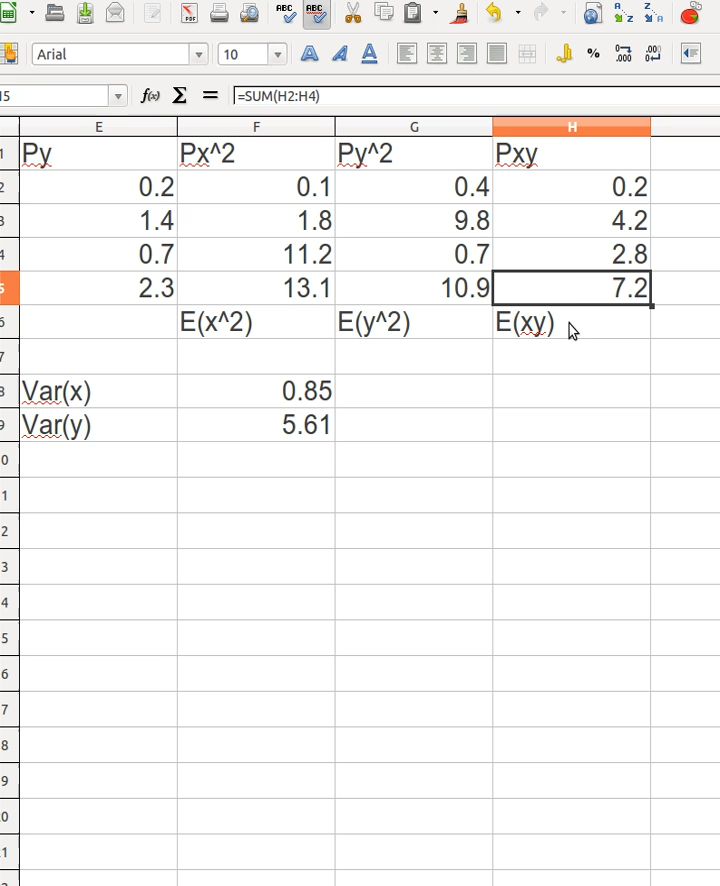 ABC ABC
Arial 10 %
15 f(x) Σ = =SUM(H2:H4)
E F G H
1 Py Px^2 Py^2 Pxy
2 0.2 0.1 0.4 0.2
3 1.4 1.8 9.8 4.2
4 0.7 11.2 0.7 2.8
5 2.3 13.1 10.9 7.2
6 E(x^2) E(y^2) E(xy)
7
8 Var(x) 0.85
9 Var(y) 5.61
0
1
2
3
4
5
6
7
8
9
0
1